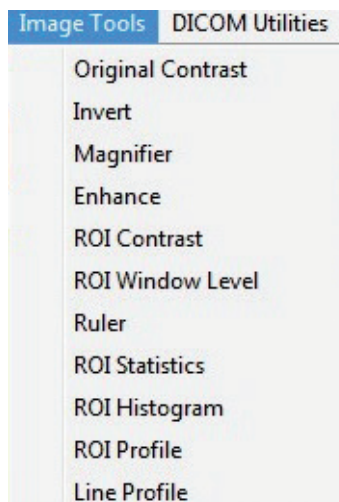 Image Tools DICOM Utilities
Original Contrast
Invert
Magnifier
Enhance
ROI Contrast
ROI Window Level
Ruler
ROI Statistics
ROI Histogram
ROI Profile
Line Profile